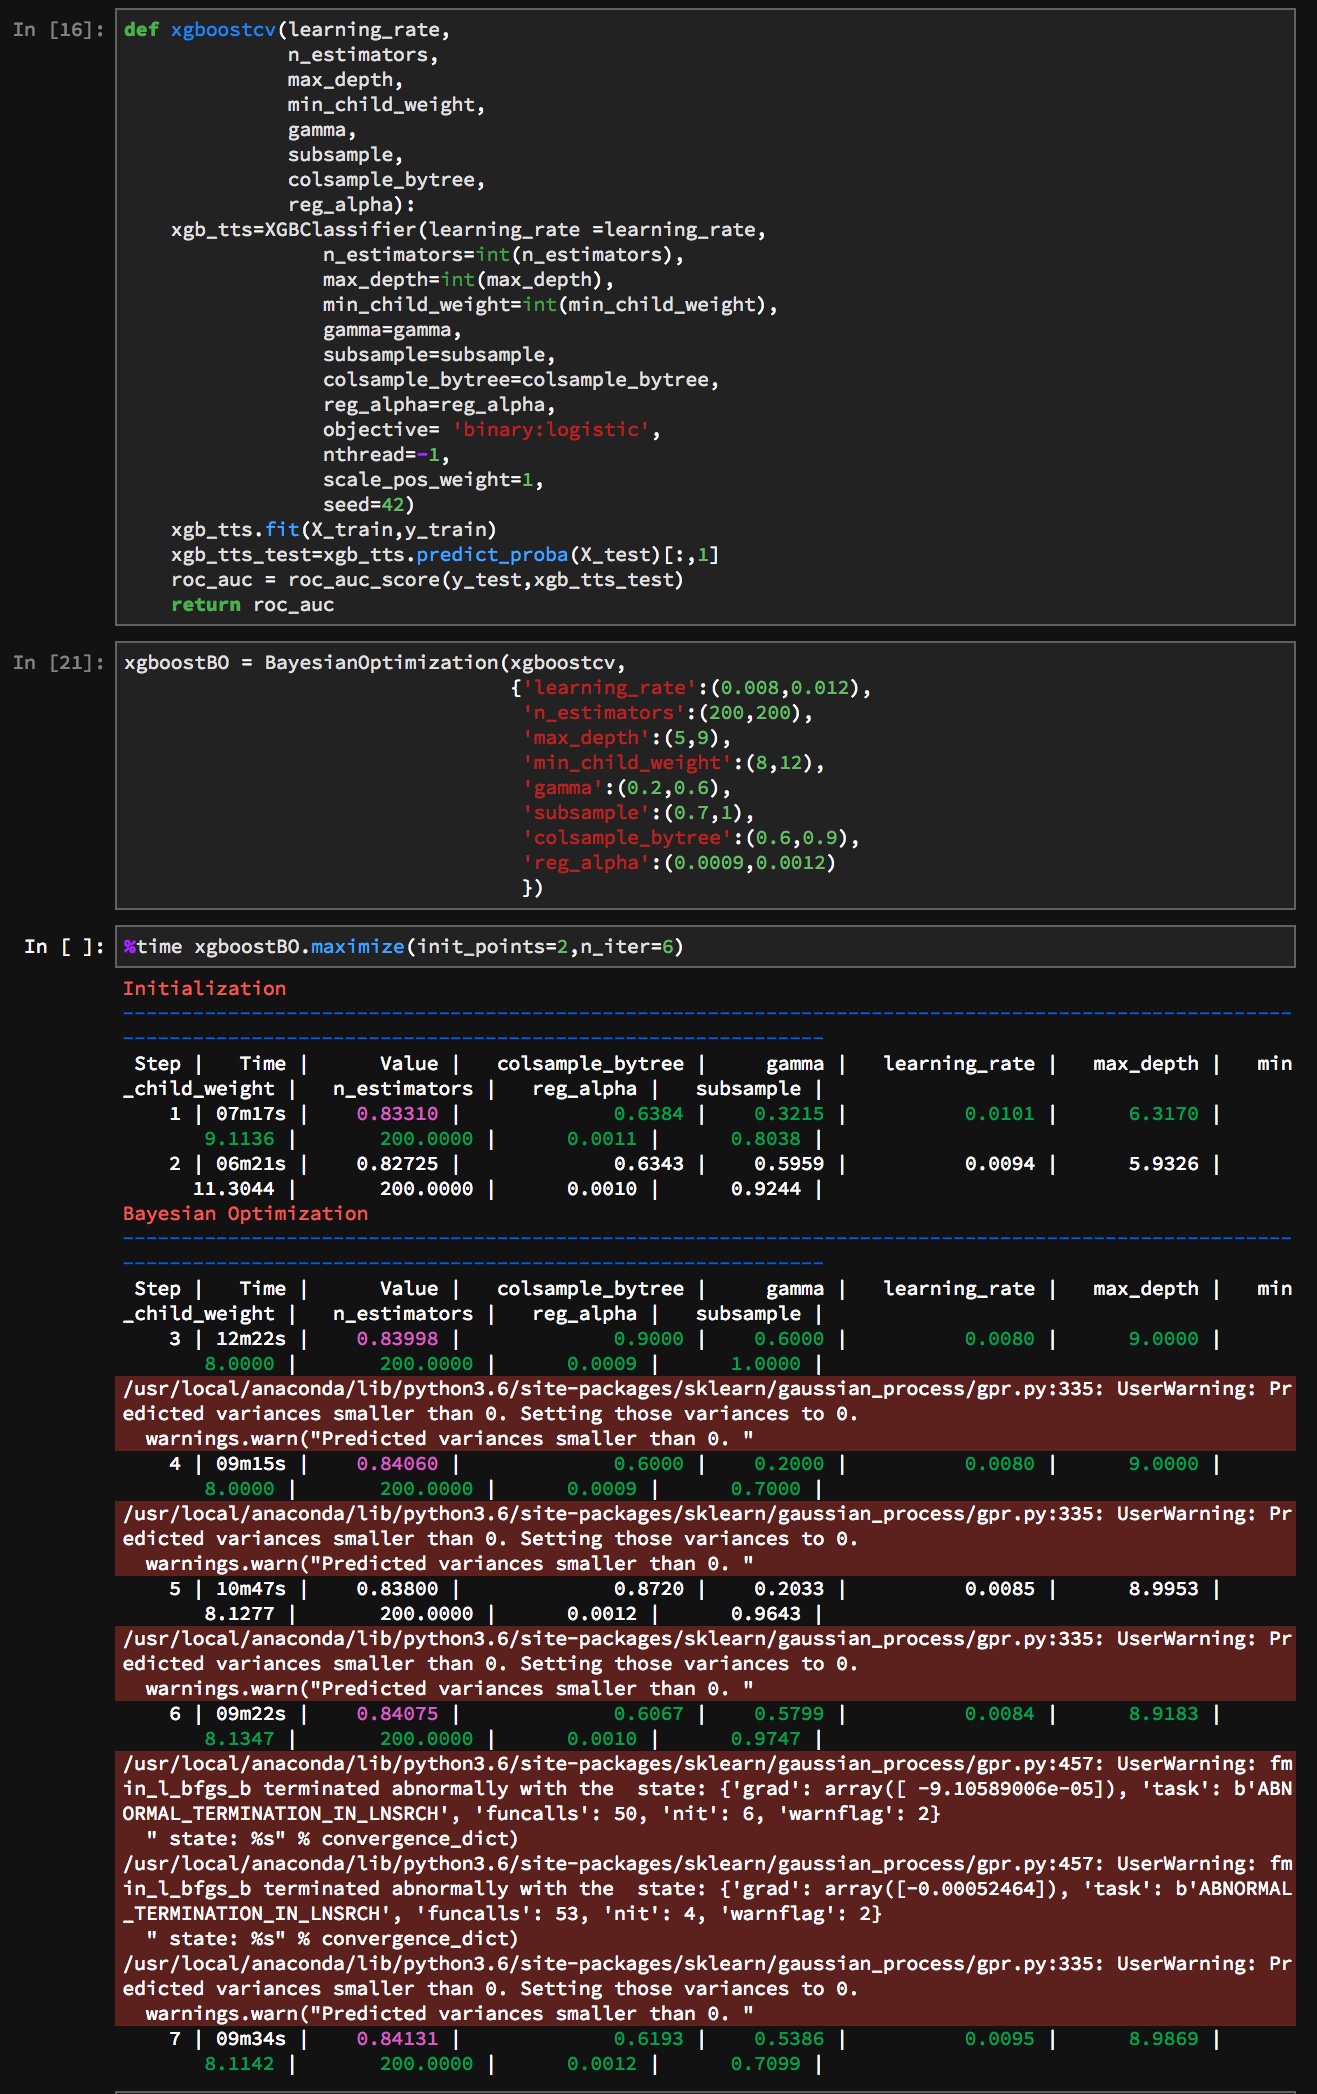 In [16]: def xgboostcv(learning_rate,
n_estimators,
max_depth,
min_child_weight,
gamma,
subsample,
colsample_bytree,
reg_alpha):
xgb_tts=XGBClassifier(learning_rate =learning_rate,
n_estimators=int(n_estimators),
max_depth=int(max_depth),
min_child_weight=int(min_child_weight),
gamma=gamma,
subsample=subsample,
colsample_bytree=colsample_bytree,
reg_alpha=reg_alpha,
objective= 'binary:logistic',
nthread=-1,
scale_pos_weight=1,
seed=42)
xgb_tts.fit(X_train,y_train)
xgb_tts_test=xgb_tts.predict_proba(X_test)[:,1]
roc_auc = roc_auc_score(y_test,xgb_tts_test)
return roc_auc
In [21]: xgboostBO = BayesianOptimization(xgboostcv,
{'learning_rate':(0.008,0.012),
'n_estimators':(200,200),
'max_depth':(5,9),
'min_child_weight':(8,12),
'gamma':(0.2,0.6),
'subsample':(0.7,1),
'colsample_bytree':(0.6,0.9),
'reg_alpha':(0.0009,0.0012)
})
In [ ]: %time xgboostBO.maximize(init_points=2,n_iter=6)
Initialization
----------------------------------------------------------------------------------------------------
------------------------------------------------------------
Step | Time | Value | colsample_bytree | gamma | learning_rate | max_depth | min
_child_weight | n_estimators | reg_alpha | subsample |
1 | 07m17s | 0.83310 | 0.6384 | 0.3215 | 0.0101 | 6.3170 |
9.1136 | 200.0000 | 0.0011 | 0.8038 |
2 | 06m21s | 0.82725 | 0.6343 | 0.5959 | 0.0094 | 5.9326 |
11.3044 | 200.0000 | 0.0010 | 0.9244 |
Bayesian Optimization
----------------------------------------------------------------------------------------------------
------------------------------------------------------------
Step | Time | Value | colsample_bytree | gamma | learning_rate | max_depth | min
_child_weight | n_estimators | reg_alpha | subsample |
3 | 12m22s | 0.83998 | 0.9000 | 0.6000 | 0.0080 | 9.0000 |
8.0000 | 200.0000 | 0.0009 | 1.0000 |
/usr/local/anaconda/lib/python3.6/site-packages/sklearn/gaussian_process/gpr.py:335: UserWarning: Pr
edicted variances smaller than 0. Setting those variances to 0.
warnings.warn("Predicted variances smaller than 0. "
4 | 09m15s | 0.84060 | 0.6000 | 0.2000 | 0.0080 | 9.0000 |
8.0000 | 200.0000 | 0.0009 | 0.7000 |
/usr/local/anaconda/lib/python3.6/site-packages/sklearn/gaussian_process/gpr.py:335: UserWarning: Pr
edicted variances smaller than 0. Setting those variances to 0.
warnings.warn("Predicted variances smaller than 0. "
5 | 10m47s | 0.83800 | 0.8720 | 0.2033 | 0.0085 | 8.9953 |
8.1277 | 200.0000 | 0.0012 | 0.9643 |
/usr/local/anaconda/lib/python3.6/site-packages/sklearn/gaussian_process/gpr.py:335: UserWarning: Pr
edicted variances smaller than 0. Setting those variances to 0.
warnings.warn("Predicted variances smaller than 0. "
6 | 09m22s | 0.84075 | 0.6067 | 0.5799 | 0.0084 | 8.9183 |
8.1347 | 200.0000 | 0.0010 | 0.9747 |
/usr/local/anaconda/lib/python3.6/site-packages/sklearn/gaussian_process/gpr.py:457: UserWarning: fm
in_l_bfgs_b terminated abnormally with the  state: {'grad': array([ -9.10589006e-05]), 'task': b'ABN
ORMAL_TERMINATION_IN_LNSRCH', 'funcalls': 50, 'nit': 6, 'warnflag': 2}
" state: %s" % convergence_dict)
/usr/local/anaconda/lib/python3.6/site-packages/sklearn/gaussian_process/gpr.py:457: UserWarning: fm
in_l_bfgs_b terminated abnormally with the  state: {'grad': array([-0.00052464]), 'task': b'ABNORMAL
_TERMINATION_IN_LNSRCH', 'funcalls': 53, 'nit': 4, 'warnflag': 2}
" state: %s" % convergence_dict)
/usr/local/anaconda/lib/python3.6/site-packages/sklearn/gaussian_process/gpr.py:335: UserWarning: Pr
edicted variances smaller than 0. Setting those variances to 0.
warnings.warn("Predicted variances smaller than 0. "
7 | 09m34s | 0.84131 | 0.6193 | 0.5386 | 0.0095 | 8.9869 |
8.1142 | 200.0000 | 0.0012 | 0.7099 |